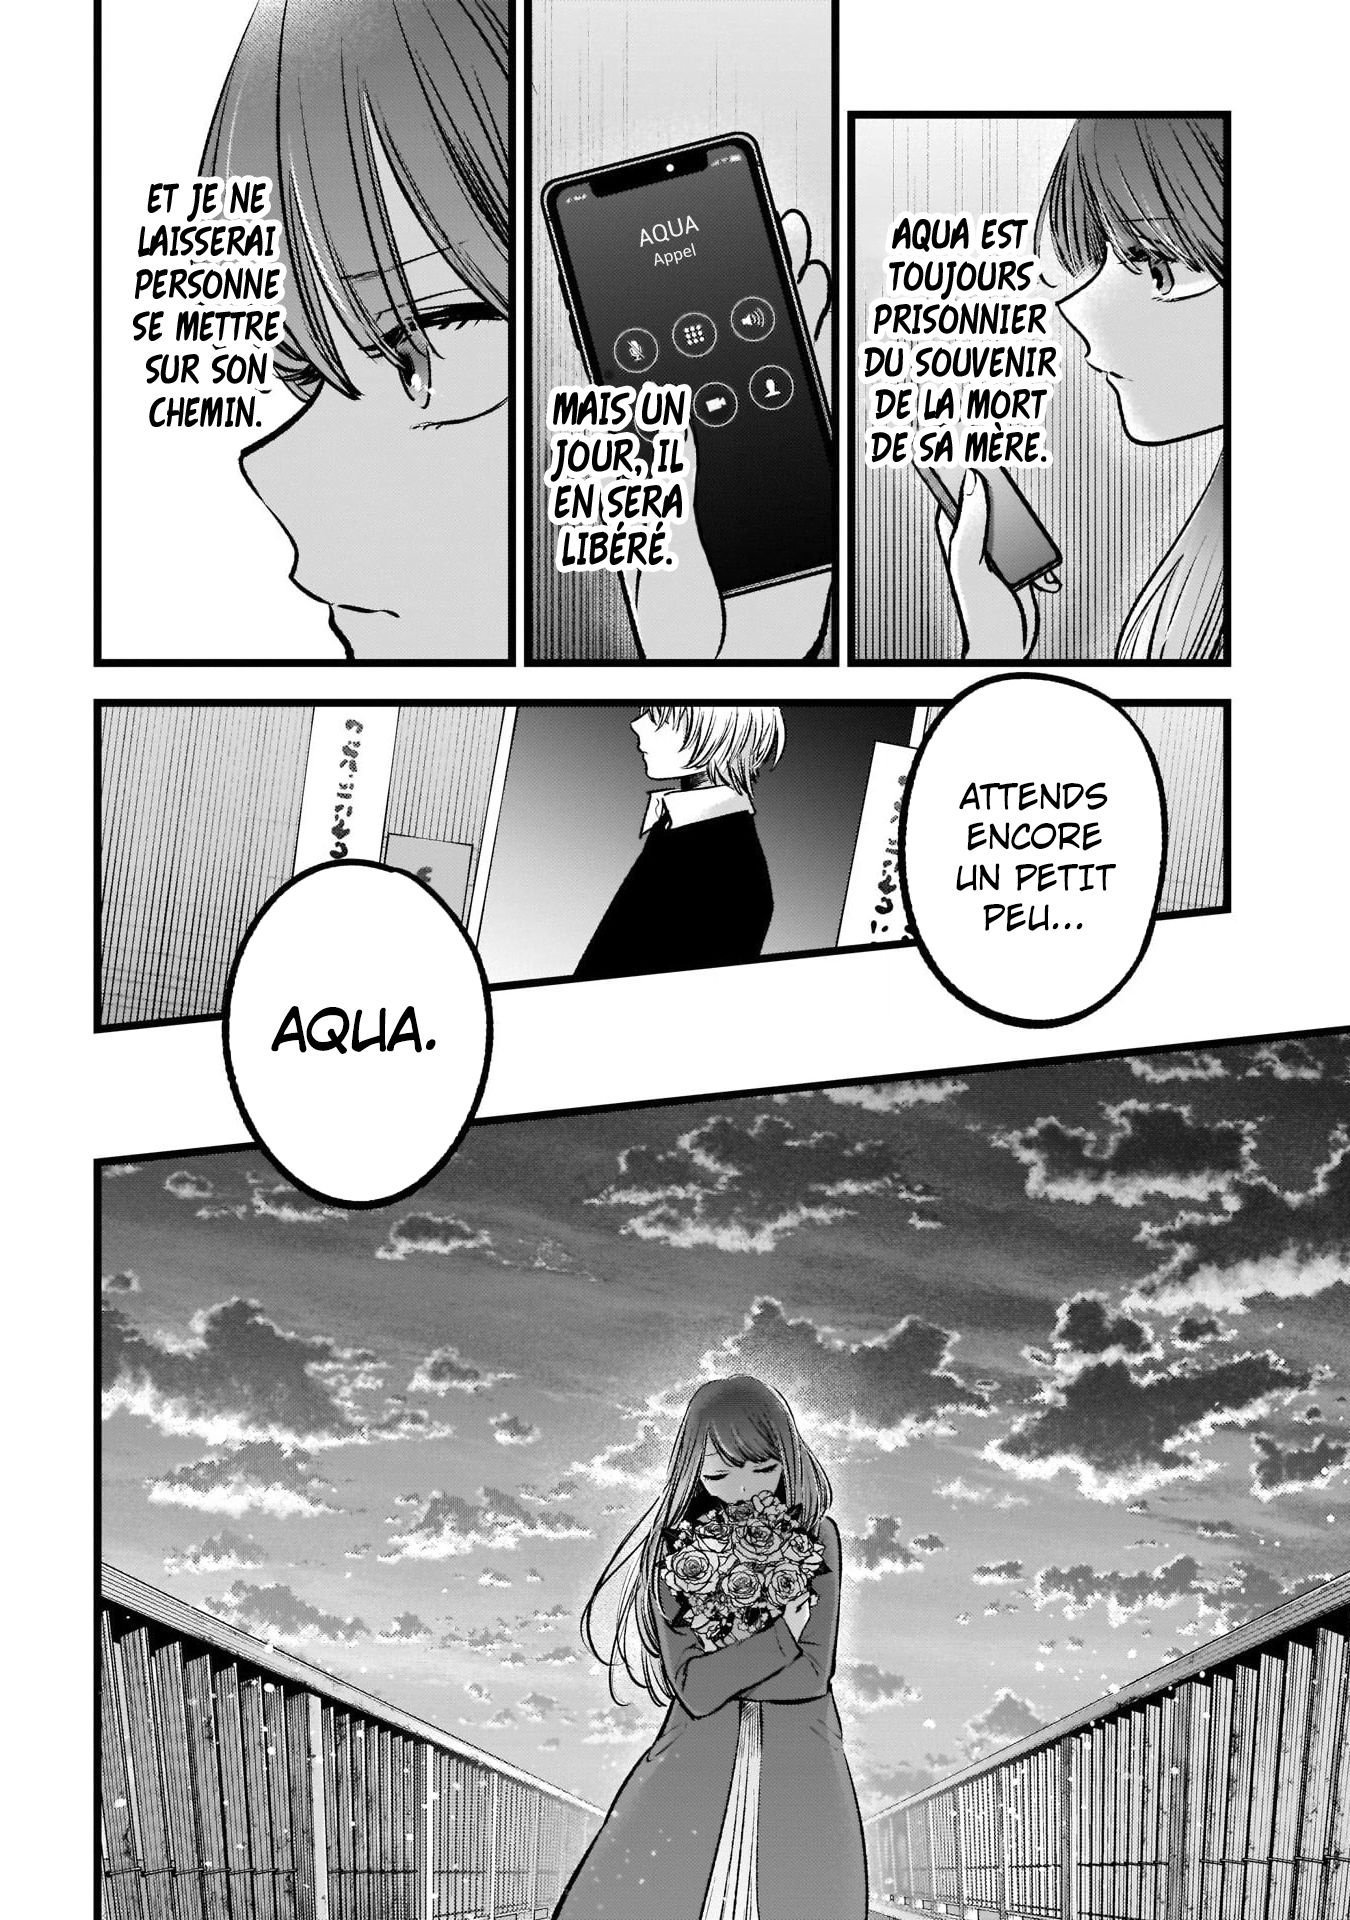 AQUA EST
TOUJOURS
PRISONNIER
DU SOUVENIR
DE LA MORT
DE SA MÈRE.
AQUA
Appel
MAIS UN
JOUR, IL
EN SERA
LIBÉRÉ.
ET JE NE
LAISSERAI
PERSONNE
SE METTRE
SUR SON
CHEMIN.
ATTENDS
ENCORE
UN PETIT
PEU...
AQUA.